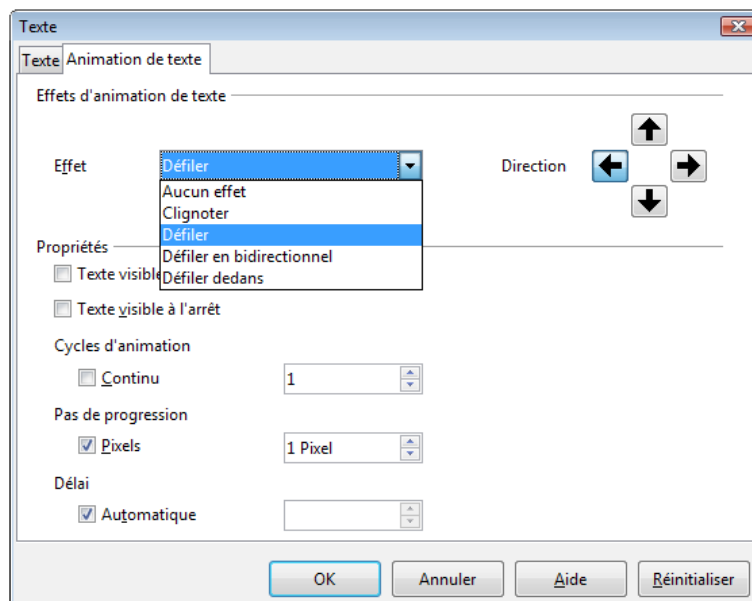 Texte
Texte Animation de texte
Effets d'animation de texte
Effet Défiler Direction
Aucun effet
Clignoter
Défiler
Propriétés Défiler en bidirectionnel
Texte visible Défiler dedans
Texte visible à l'arrêt
Cycles d'animation
Continu 1
Pas de progression
Pixels 1 Pixel
Délai
Automatique
OK Annuler Aide Réinitialiser